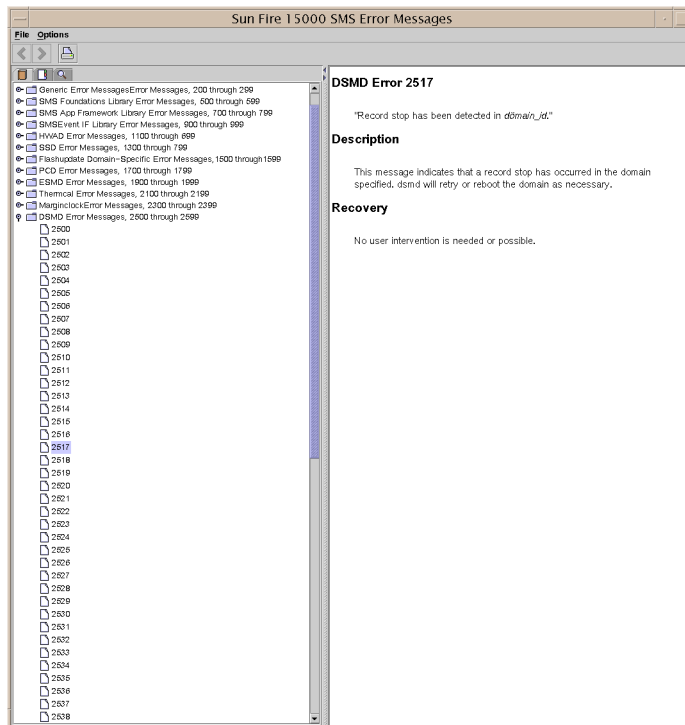 Sun Fire 15000 SMS Error Messages
File Options
Generic Error MessagesError Messages, 200 through 299
SMS Foundations Library Error Messages, 500 through 599
SMS App Framework Library Error Messages, 700 through 799
SMSEvent IF Library Error Messages, 900 through 999
HWAD Error Messages, 1100 through 699
SSD Error Messages, 1300 through 799
Flashupdate Domain-Specific Error Messages, 1500 through1599
PCD Error Messages, 1700 through 1799
ESMD Error Messages, 1900 through 1999
Thermcal Error Messages, 2100 through 2199
MarginclockError Messages, 2300 through 2399
DSMD Error Messages, 2500 through 2599
2500
2501
2502
2503
2504
2505
2506
2507
2508
2509
2510
2511
2512
2513
2514
2515
2516
2517
2518
2519
2520
2521
2522
2523
2524
2525
2526
2527
2528
2529
2530
2531
2532
2533
2534
2535
2536
2537
2538
DSMD Error 2517
"Record stop has been detected in domain_id."
Description
This message indicates that a record stop has occurred in the domain
specified. dsmd will retry or reboot the domain as necessary.
Recovery
No user intervention is needed or possible.